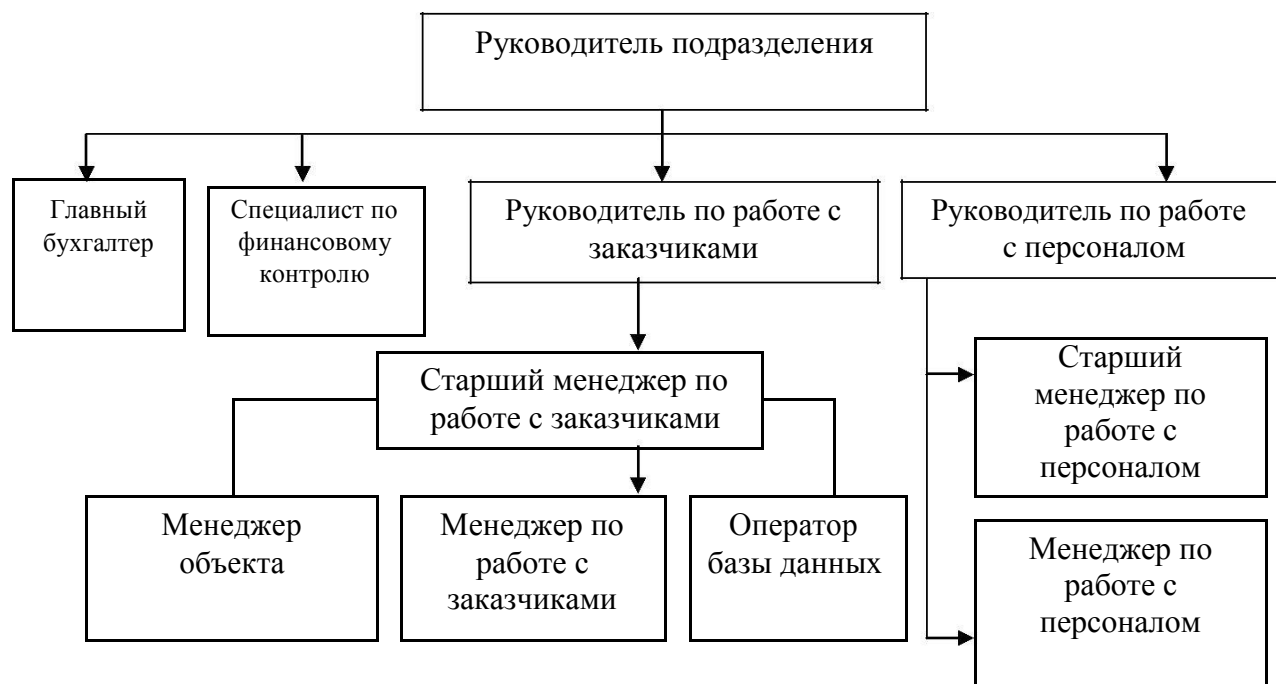 Руководитель подразделения
Главный
бухгалтер
Специалист по
финансовому
контролю
Руководитель по работе с
заказчиками
Руководитель по работе
с персоналом
Старший менеджер по
работе с заказчиками
Старший
менеджер по
работе с
персоналом
Менеджер
объекта
Менеджер по
работе с
заказчиками
Оператор
базы данных
Менеджер по
работе с
персоналом